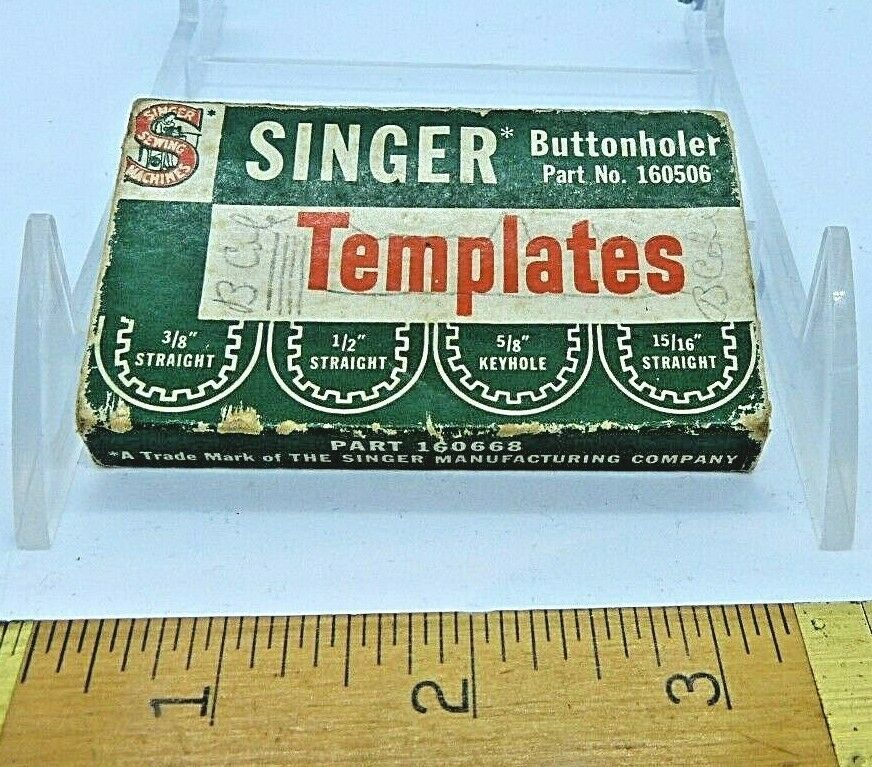 SINGER
SEWING
MACHINES
*
SINGER* Buttonholer
Part No. 160506
Templates
3/8" STRAIGHT
1/2" STRAIGHT
5/8" KEYHOLE
15/16" STRAIGHT
PART 160668
*A Trade Mark of THE SINGER MANUFACTURING COMPANY
1 2 3